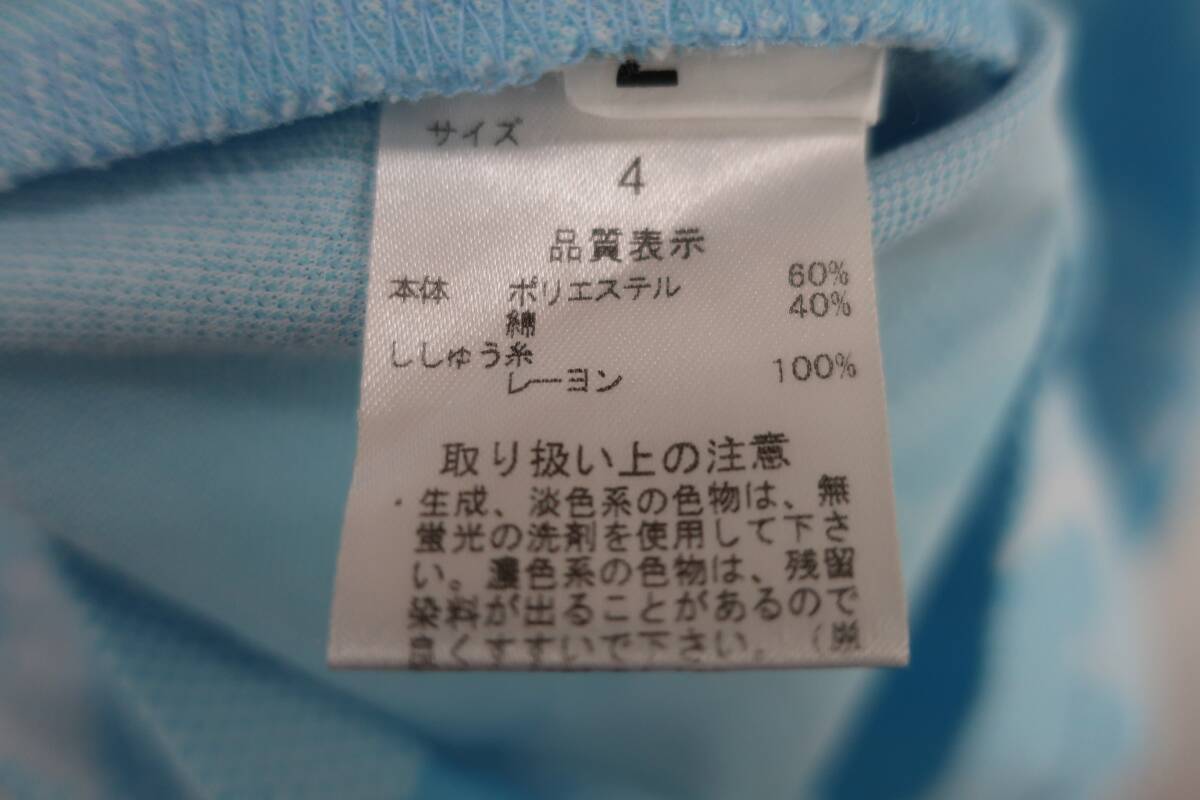 サイズ
4
品質表示
本体 ポリエステル 60%
綿 40%
ししゅう糸
レーヨン 100%
取り扱い上の注意
・生成、淡色系の色物は、無
蛍光の洗剤を使用して下さ
い。濃色系の色物は、残留
染料が出ることがあるので
良くすすいで下さい。(